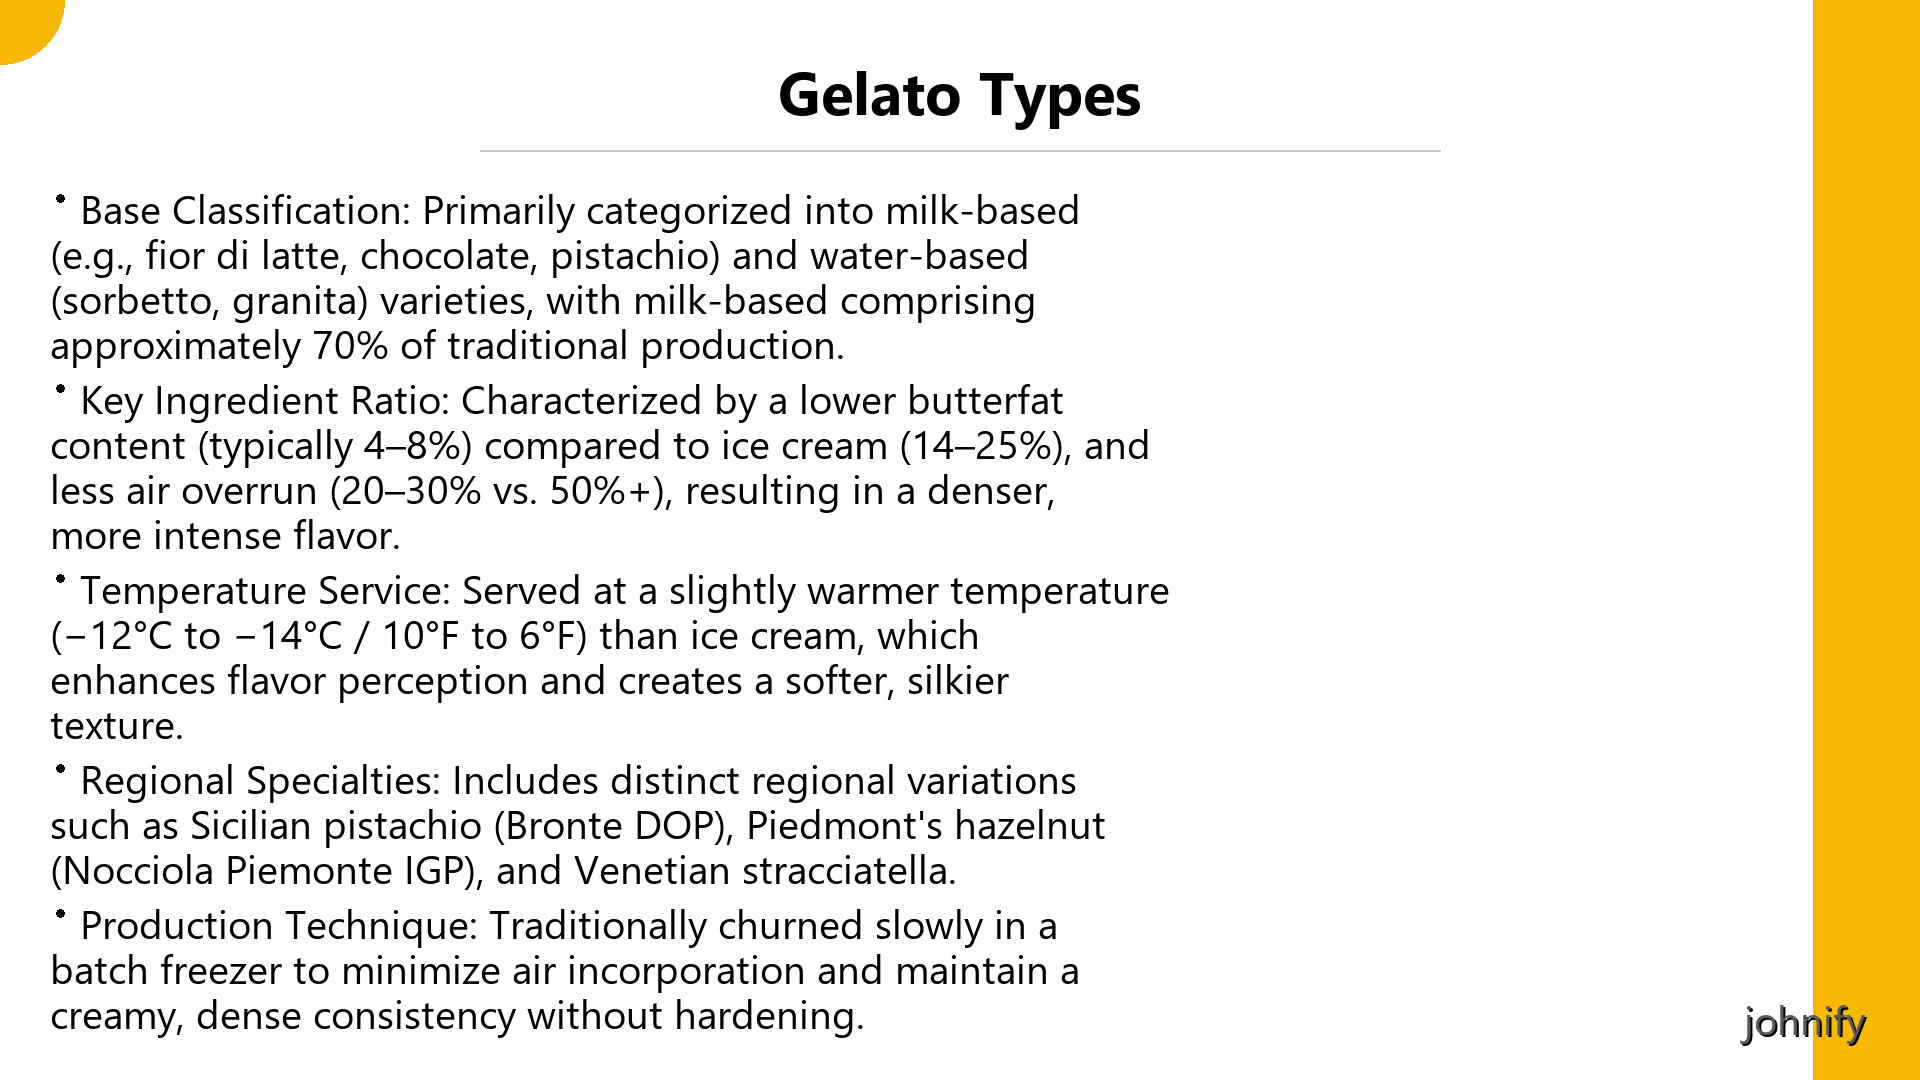 Gelato Types
• Base Classification: Primarily categorized into milk-based
(e.g., fior di latte, chocolate, pistachio) and water-based
(sorbetto, granita) varieties, with milk-based comprising
approximately 70% of traditional production.
• Key Ingredient Ratio: Characterized by a lower butterfat
content (typically 4–8%) compared to ice cream (14–25%), and
less air overrun (20–30% vs. 50%+), resulting in a denser,
more intense flavor.
• Temperature Service: Served at a slightly warmer temperature
(−12°C to −14°C / 10°F to 6°F) than ice cream, which
enhances flavor perception and creates a softer, silkier
texture.
• Regional Specialties: Includes distinct regional variations
such as Sicilian pistachio (Bronte DOP), Piedmont's hazelnut
(Nocciola Piemonte IGP), and Venetian stracciatella.
• Production Technique: Traditionally churned slowly in a
batch freezer to minimize air incorporation and maintain a
creamy, dense consistency without hardening.
johnify